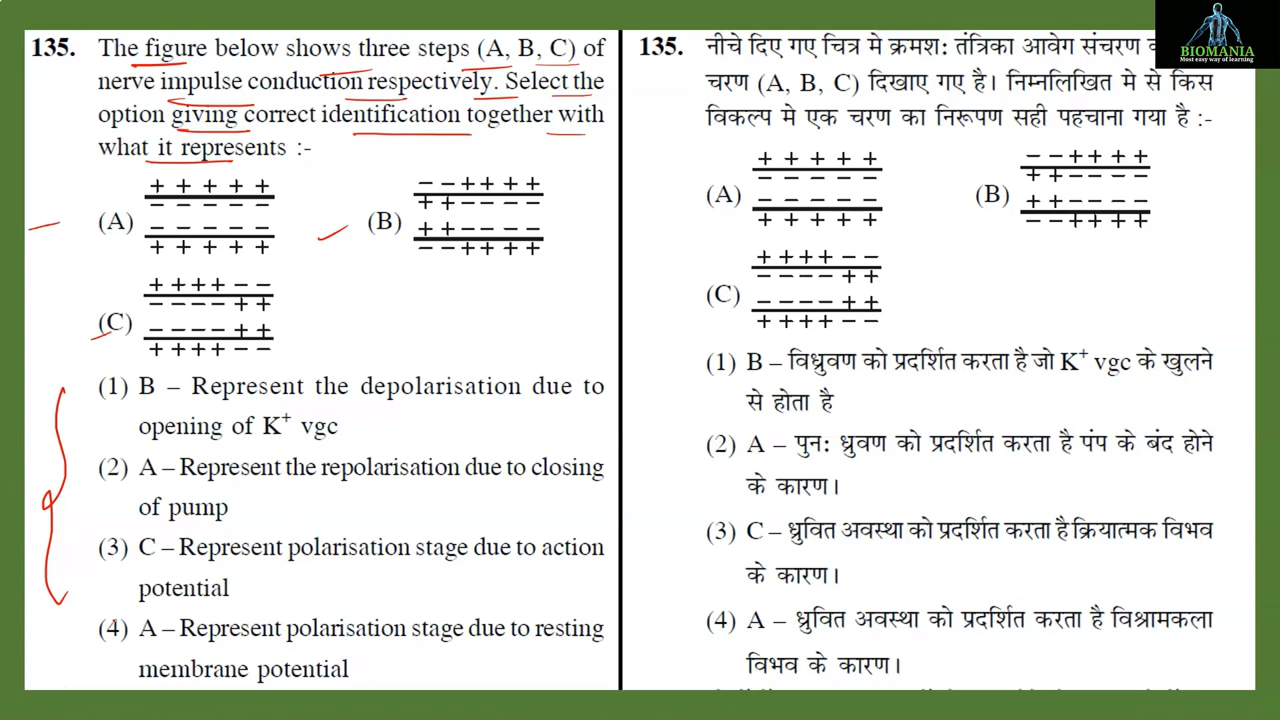 BIOMANIA
Most easy way of learning
135. The figure below shows three steps (A, B, C) of
nerve impulse conduction respectively. Select the
option giving correct identification together with
what it represents :-
+ + + + +
– – – – –
(A)
– – – – –
+ + + + +
– – + + + +
+ + – – – –
(B)
+ + – – – –
– – + + + +
+ + + + – –
– – – – + +
(C)
– – – – + +
+ + + + – –
(1) B – Represent the depolarisation due to
opening of K⁺ vgc
(2) A – Represent the repolarisation due to closing
of pump
(3) C – Represent polarisation stage due to action
potential
(4) A – Represent polarisation stage due to resting
membrane potential
135. नीचे दिए गए चित्र मे क्रमश: तंत्रिका आवेग संचरण
चरण (A, B, C) दिखाए गए है। निम्नलिखित मे से किस
विकल्प मे एक चरण का निरूपण सही पहचाना गया है :-
+ + + + +
– – – – –
(A)
– – – – –
+ + + + +
– – + + + +
+ + – – – –
(B)
+ + – – – –
– – + + + +
+ + + + – –
– – – – + +
(C)
– – – – + +
+ + + + – –
(1) B – विध्रुवण को प्रदर्शित करता है जो K⁺ vgc के खुलने
से होता है
(2) A – पुन: ध्रुवण को प्रदर्शित करता है पंप के बंद होने
के कारण।
(3) C – ध्रुवित अवस्था को प्रदर्शित करता है क्रियात्मक विभव
के कारण।
(4) A – ध्रुवित अवस्था को प्रदर्शित करता है विश्रामकला
विभव के कारण।